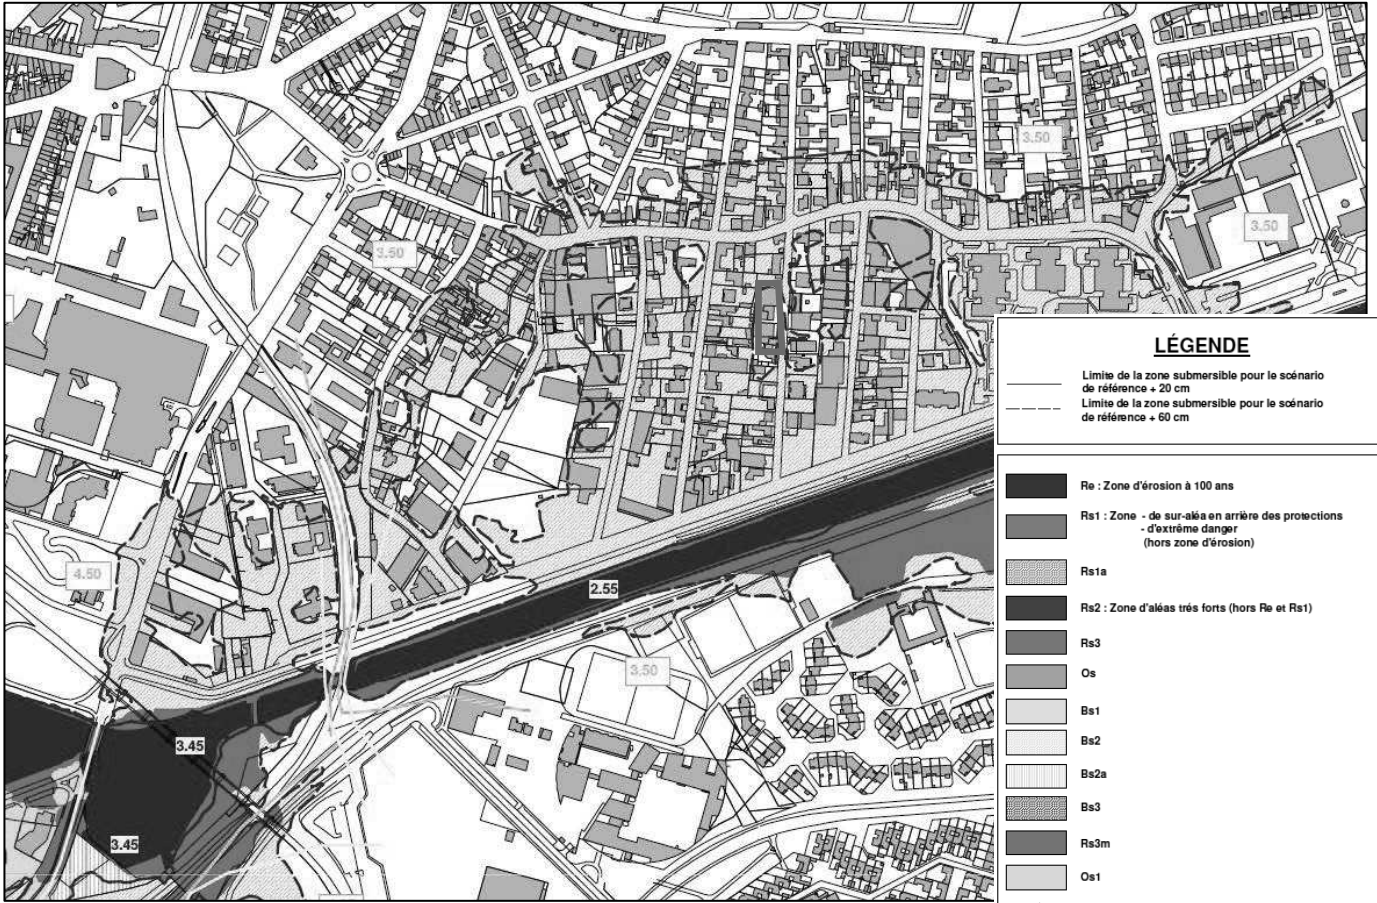 3.50
3.50
3.50
4.50
2.55
3.50
3.45
3.45
LÉGENDE
Limite de la zone submersible pour le scénario
de référence + 20 cm
Limite de la zone submersible pour le scénario
de référence + 60 cm
Re : Zone d'érosion à 100 ans
Rs1 : Zone - de sur-aléa en arrière des protections
- d'extrême danger
(hors zone d'érosion)
Rs1a
Rs2 : Zone d'aléas trés forts (hors Re et Rs1)
Rs3
Os
Bs1
Bs2
Bs2a
Bs3
Rs3m
Os1